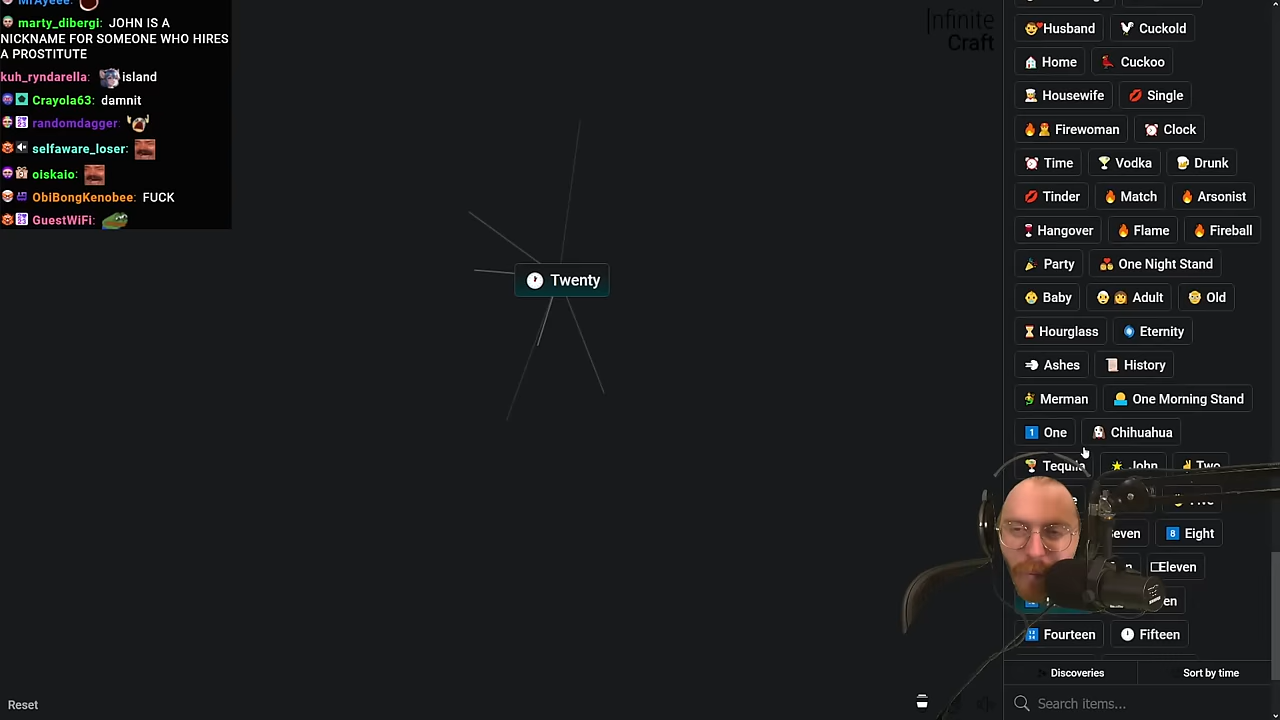 MrAyeee:
marty_dibergi: JOHN IS A
NICKNAME FOR SOMEONE WHO HIRES
A PROSTITUTE
kuh_ryndarella: island
Crayola63: damnit
randomdagger:
selfaware_loser:
oiskaio:
ObiBongKenobee: FUCK
GuestWiFi:
Infinite
Craft
Twenty
Husband Cuckold
Home Cuckoo
Housewife Single
Firewoman Clock
Time Vodka Drunk
Tinder Match Arsonist
Hangover Flame Fireball
Party One Night Stand
Baby Adult Old
Hourglass Eternity
Ashes History
Merman One Morning Stand
One Chihuahua
Tequila John Two
Five
Seven Eight
Eleven
Fourteen Fifteen
Discoveries Sort by time
Search items...
Reset